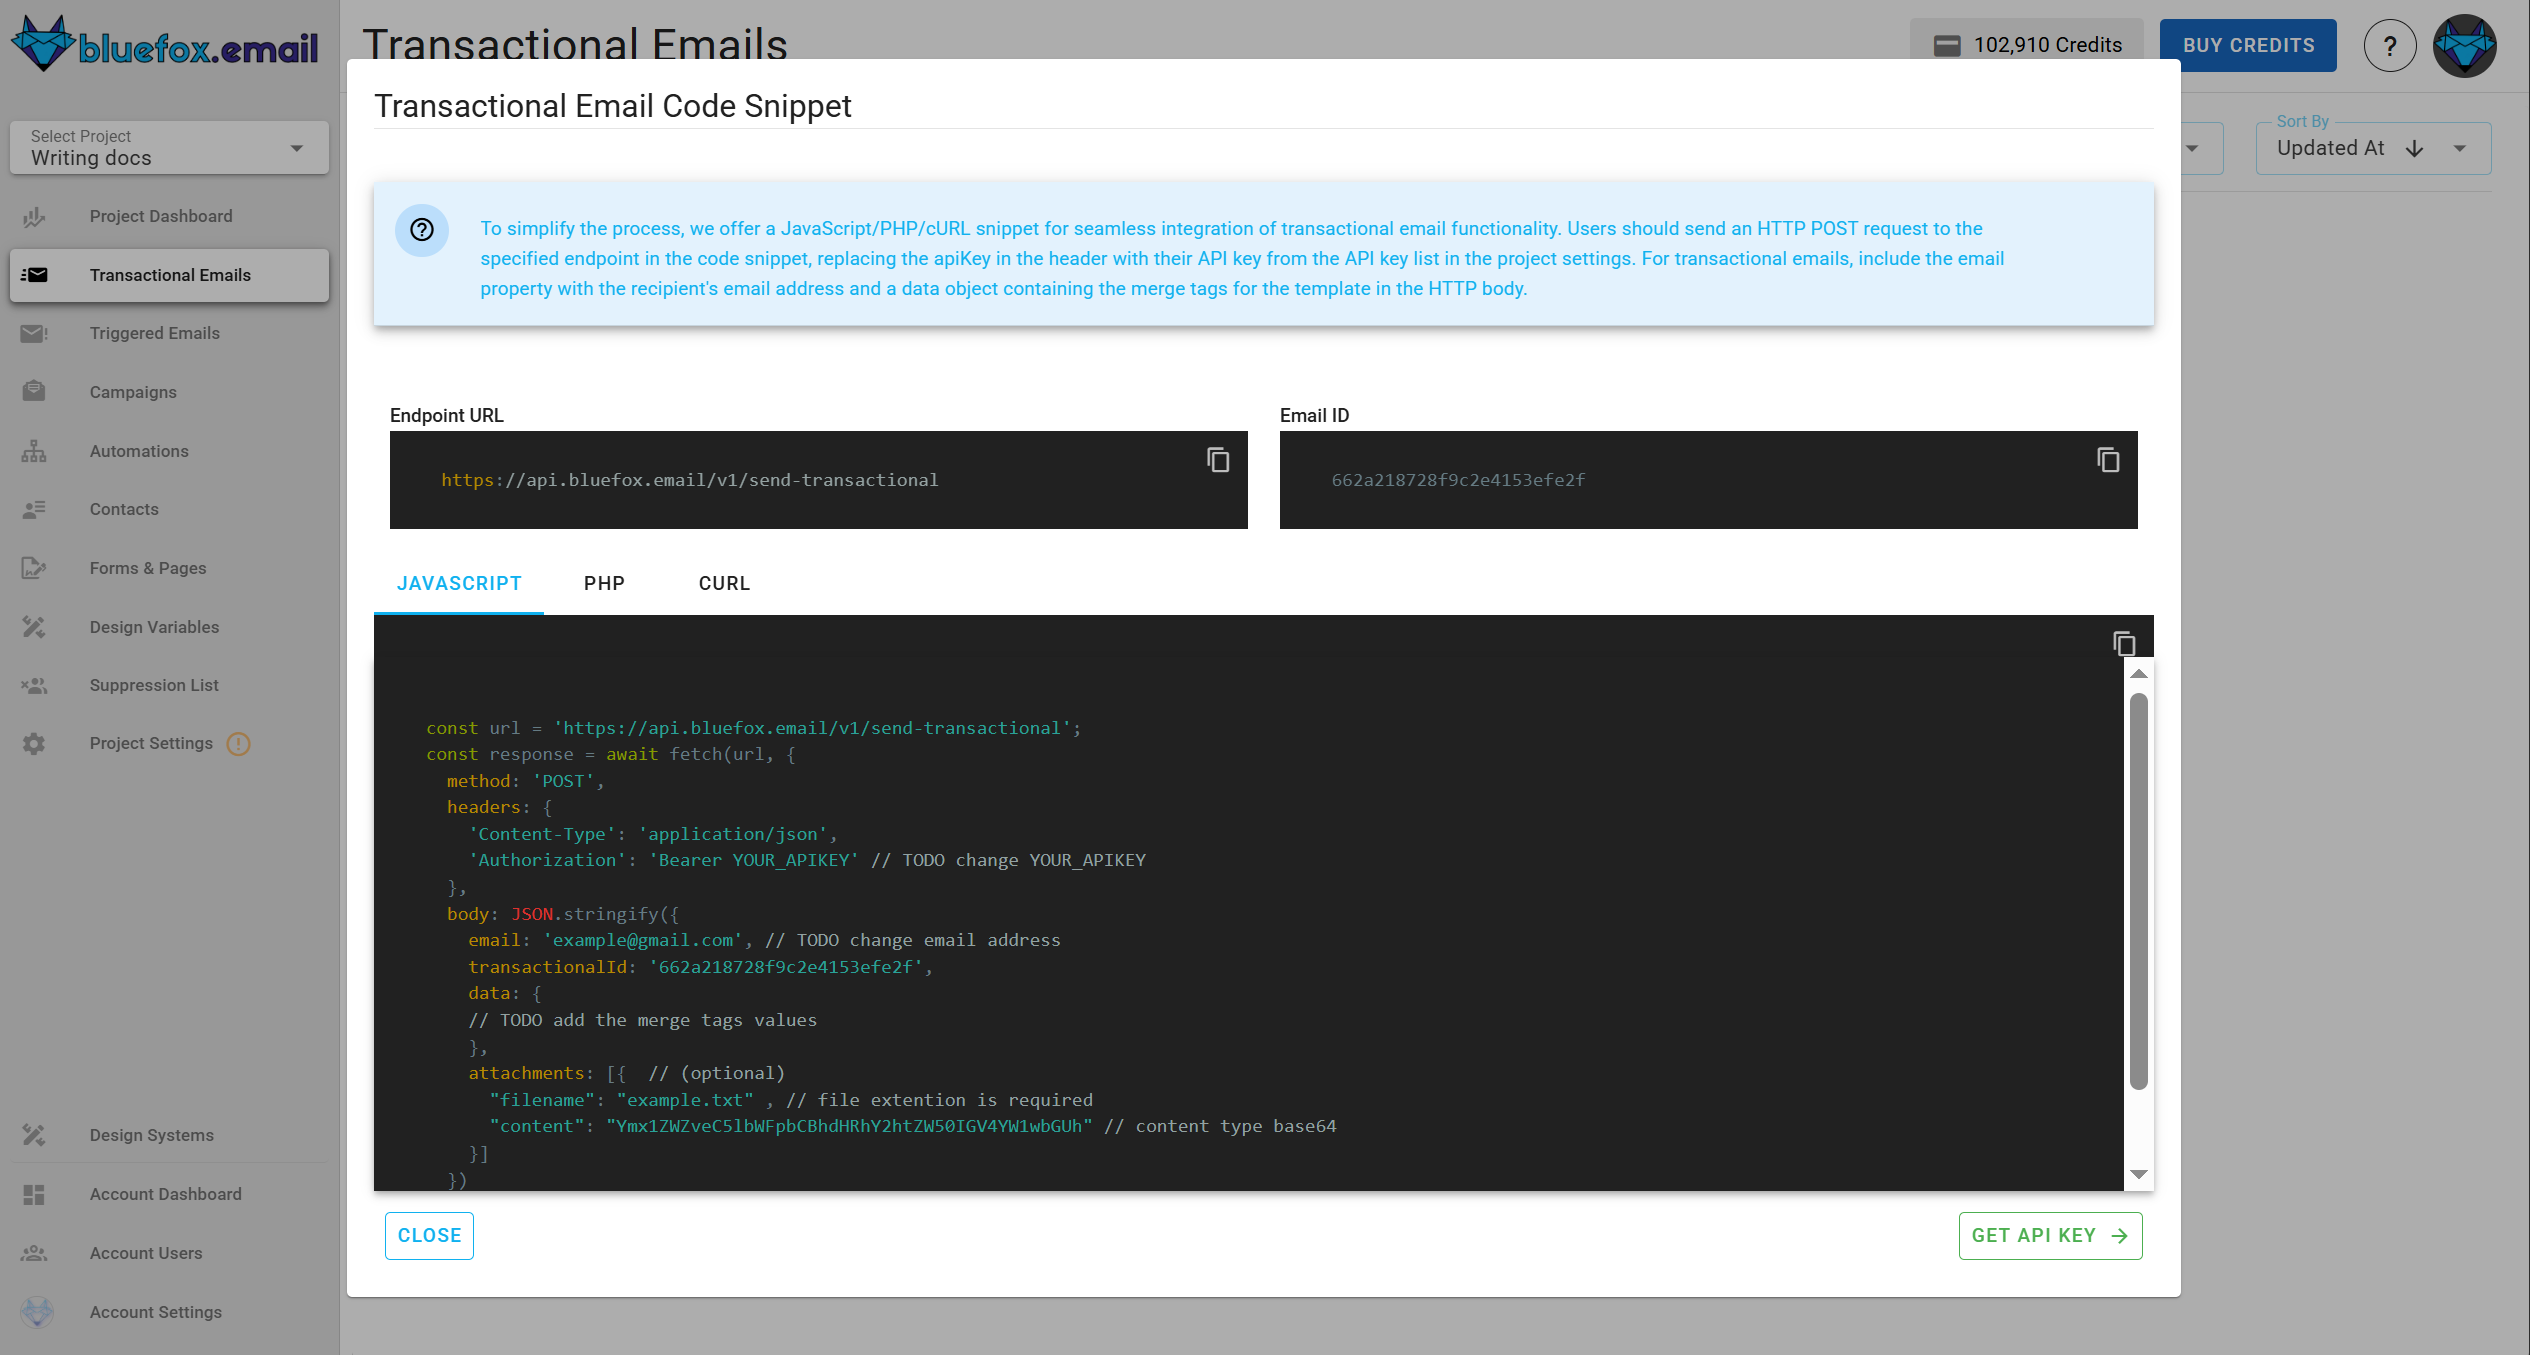 bluefox.email
Transactional Emails
102,910 Credits
BUY CREDITS
?
Select Project
Writing docs
Sort By
Updated At
Project Dashboard
Transactional Emails
Triggered Emails
Campaigns
Automations
Contacts
Forms & Pages
Design Variables
Suppression List
Project Settings
Design Systems
Account Dashboard
Account Users
Account Settings
Transactional Email Code Snippet
To simplify the process, we offer a JavaScript/PHP/cURL snippet for seamless integration of transactional email functionality. Users should send an HTTP POST request to the
specified endpoint in the code snippet, replacing the apiKey in the header with their API key from the API key list in the project settings. For transactional emails, include the email
property with the recipient's email address and a data object containing the merge tags for the template in the HTTP body.
Endpoint URL
https://api.bluefox.email/v1/send-transactional
Email ID
662a218728f9c2e4153efe2f
JAVASCRIPT
PHP
CURL
const url = 'https://api.bluefox.email/v1/send-transactional';
const response = await fetch(url, {
method: 'POST',
headers: {
'Content-Type': 'application/json',
'Authorization': 'Bearer YOUR_APIKEY' // TODO change YOUR_APIKEY
},
body: JSON.stringify({
email: 'example@gmail.com', // TODO change email address
transactionalId: '662a218728f9c2e4153efe2f',
data: {
// TODO add the merge tags values
},
attachments: [{  // (optional)
"filename": "example.txt" , // file extention is required
"content": "Ymx1ZWZveC5lbWFpbCBhdHRhY2htZW50IGV4YW1wbGUh" // content type base64
}]
})
CLOSE
GET API KEY